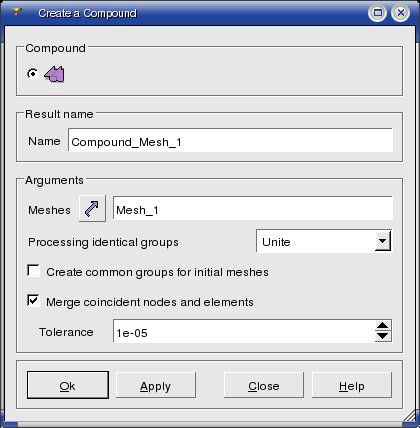 Create a Compound
Compound
Result name
Name Compound_Mesh_1
Arguments
Meshes Mesh_1
Processing identical groups Unite
Create common groups for initial meshes
Merge coincident nodes and elements
Tolerance 1e-05
Ok Apply Close Help